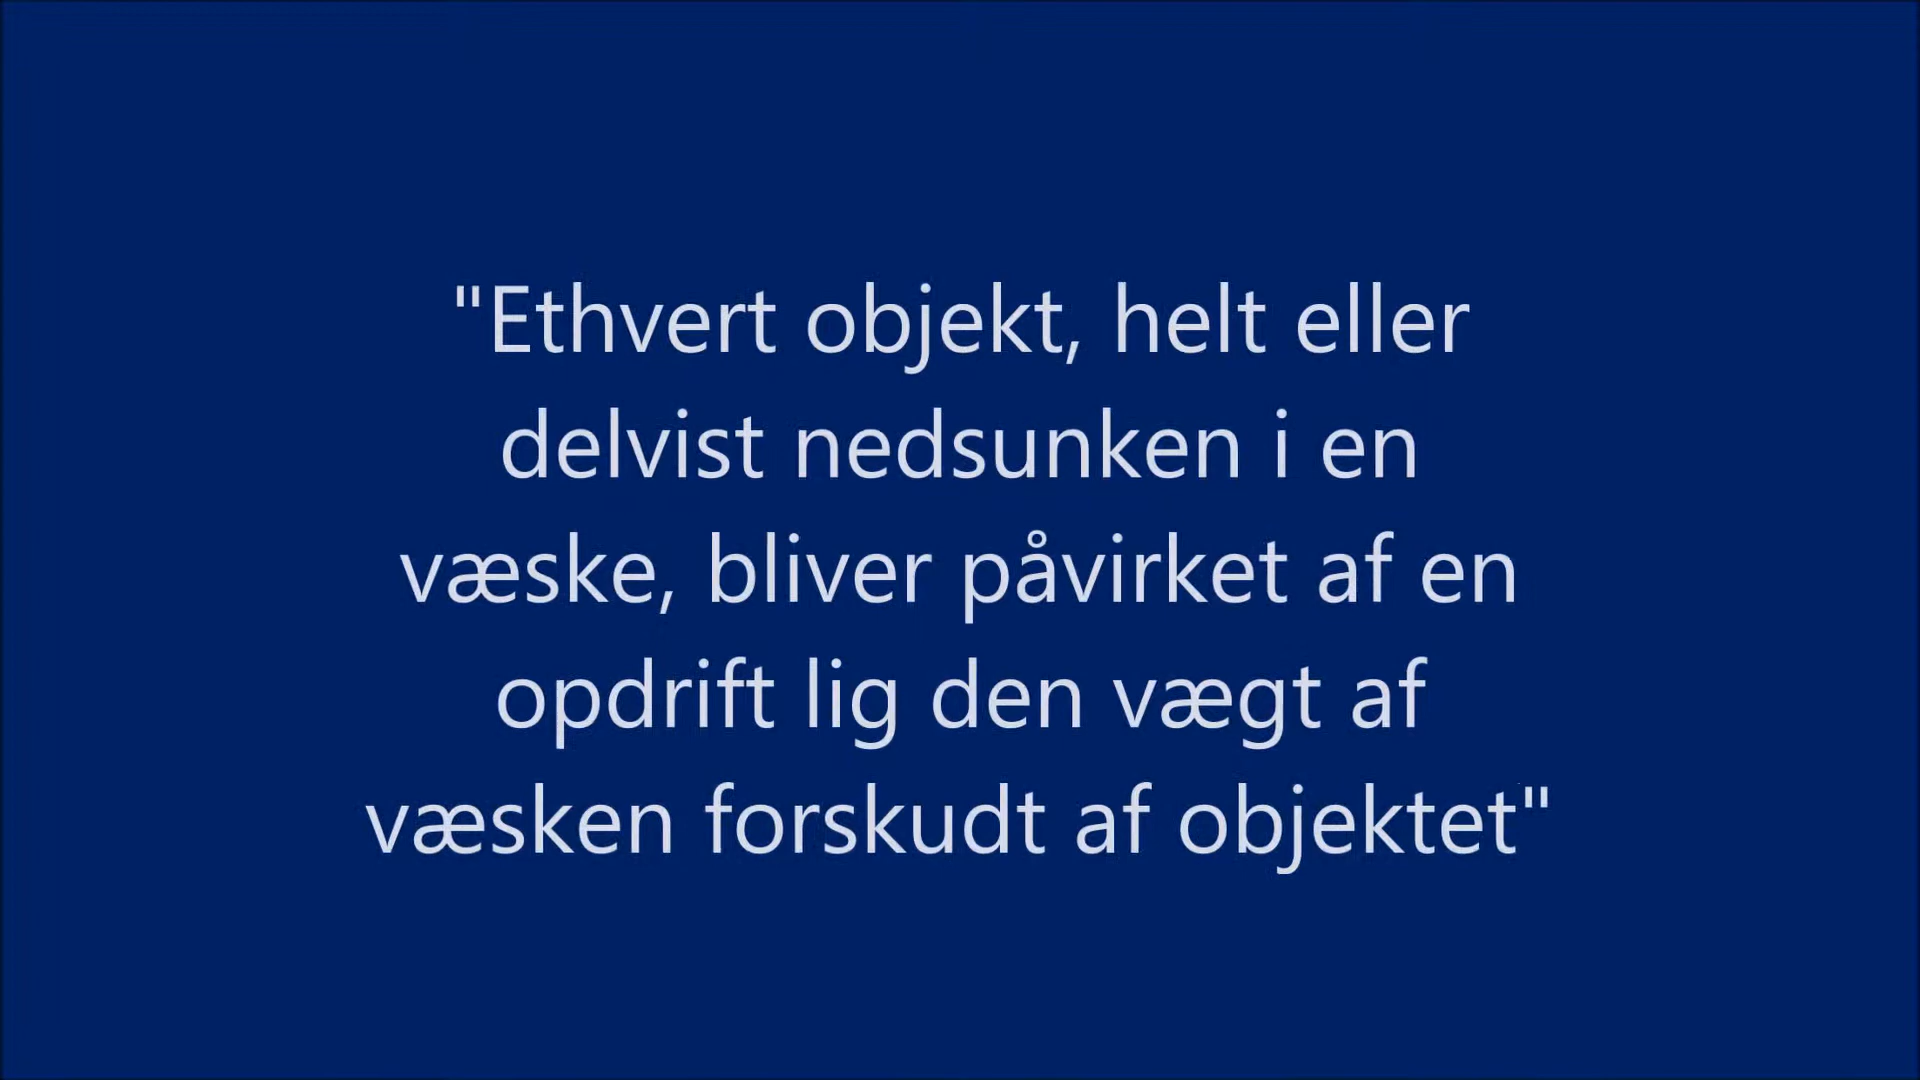 "Ethvert objekt, helt eller
delvist nedsunken i en
væske, bliver påvirket af en
opdrift lig den vægt af
væsken forskudt af objektet"